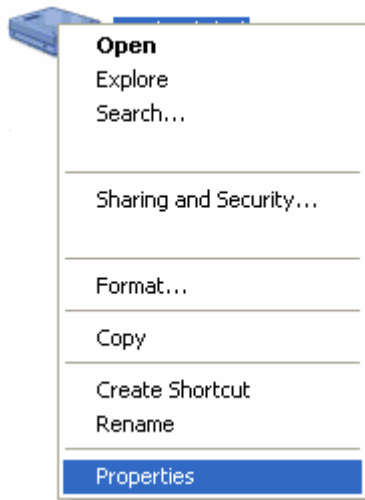 Open
Explore
Search...
Sharing and Security...
Format...
Copy
Create Shortcut
Rename
Properties